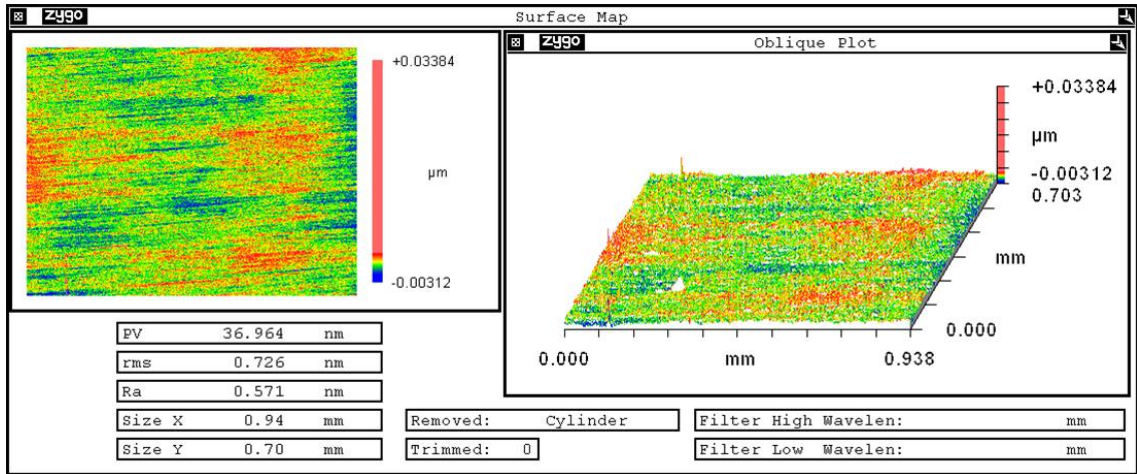 zygo Surface Map
+0.03384
µm
-0.00312
zygo Oblique Plot
+0.03384
µm
-0.00312
0.703
mm
0.000
0.000 mm 0.938
PV 36.964 nm
rms 0.726 nm
Ra 0.571 nm
Size X 0.94 mm
Size Y 0.70 mm
Removed: Cylinder
Trimmed: 0
Filter High Wavelen: mm
Filter Low Wavelen: mm